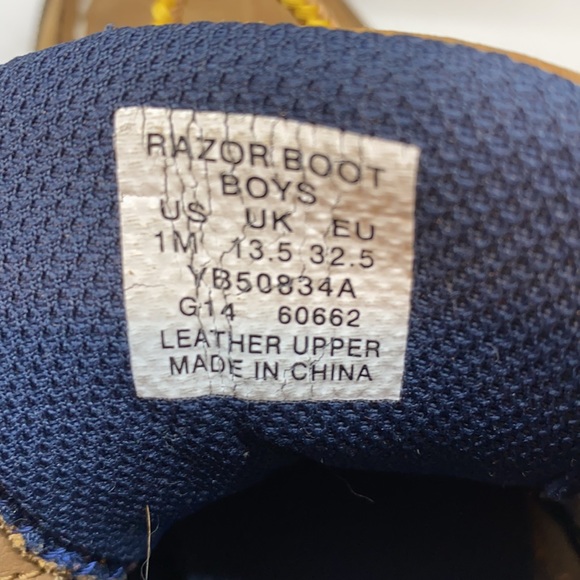 RAZOR BOOT
BOYS
US UK EU
1M 13.5 32.5
YB50834A
G14 60662
LEATHER UPPER
MADE IN CHINA